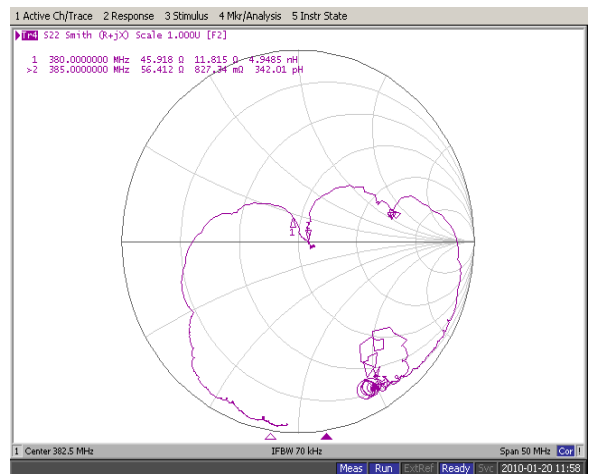 1 Active Ch/Trace 2 Response 3 Stimulus 4 Mkr/Analysis 5 Instr State
Tr4 S22 Smith (R+jX) Scale 1.000U [F2]
1 380.0000000 MHz 45.918 Ω 11.815 Ω 4.9485 nH
>2 385.0000000 MHz 56.412 Ω 827.34 mΩ 342.01 pH
1
1 Center 382.5 MHz IFBW 70 kHz Span 50 MHz Cor !
Meas Run ExtRef Ready Svc 2010-01-20 11:58